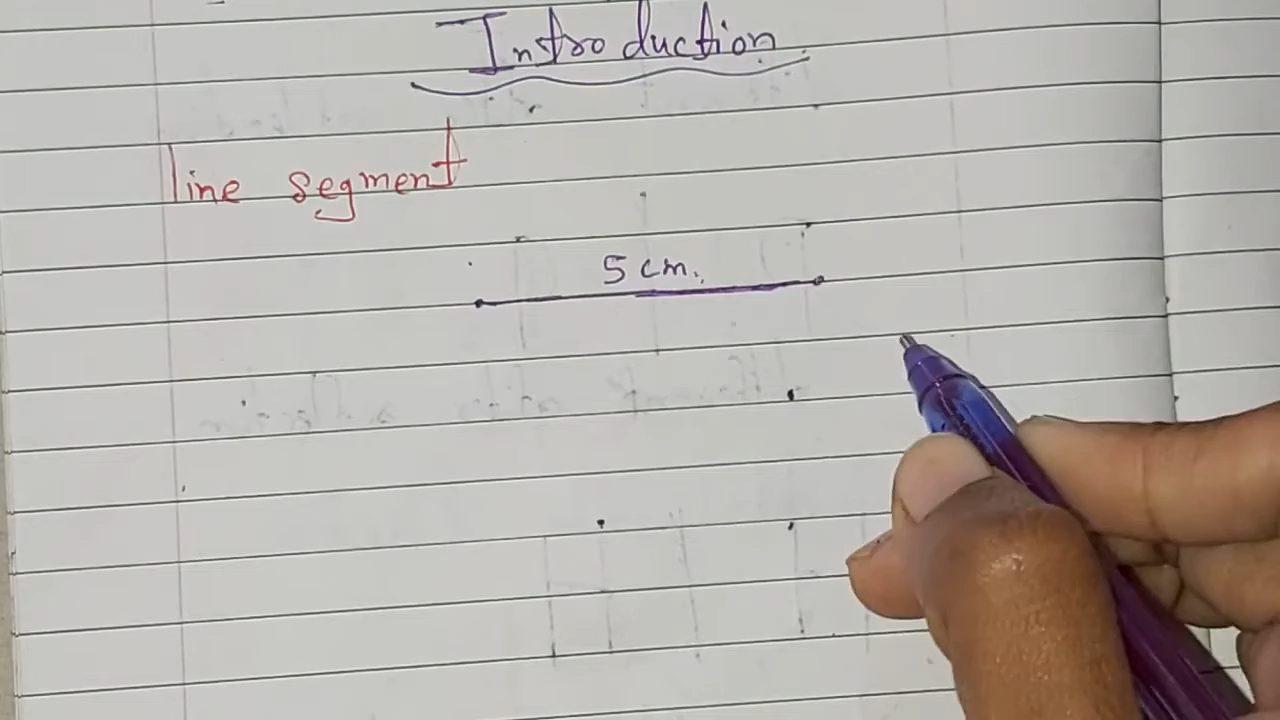 Introduction
line segment
5 cm.